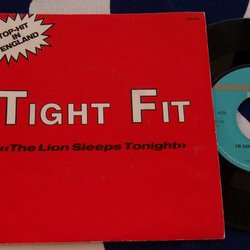 TOP-HIT
IN
ENGLAND
TIGHT FIT
«The Lion Sleeps Tonight»